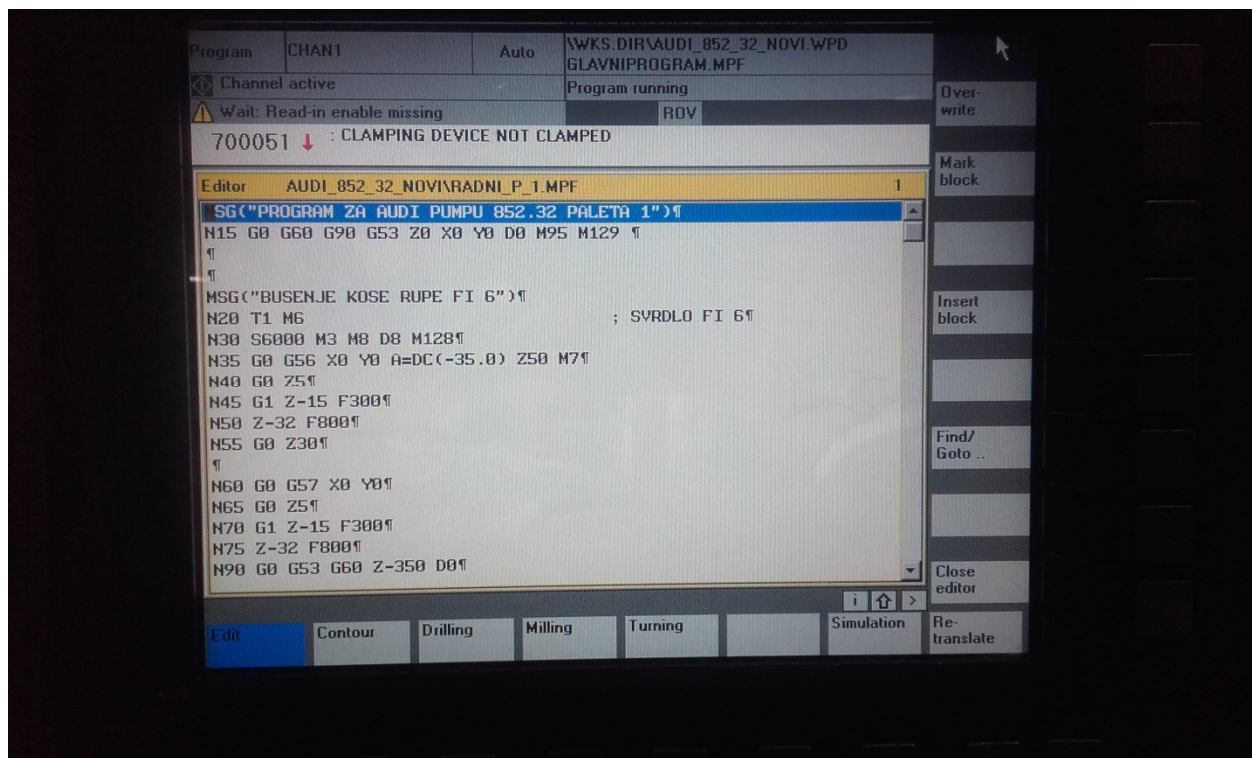 Program CHAN1 Auto \WKS.DIR\AUDI_852_32_NOVI.WPD
GLAVNIPROGRAM.MPF
Channel active Program running
Wait: Read-in enable missing ROV
700051 ↓ : CLAMPING DEVICE NOT CLAMPED
Editor AUDI_852_32_NOVI\RADNI_P_1.MPF 1
SG("PROGRAM ZA AUDI PUMPU 852.32 PALETA 1")¶
N15 G0 G60 G90 G53 Z0 X0 Y0 D0 M95 M129 ¶
¶
¶
MSG("BUSENJE KOSE RUPE FI 6")¶
N20 T1 M6 ; SVRDLO FI 6¶
N30 S6000 M3 M8 D8 M128¶
N35 G0 G56 X0 Y0 A=DC(-35.0) Z50 M7¶
N40 G0 Z5¶
N45 G1 Z-15 F300¶
N50 Z-32 F800¶
N55 G0 Z30¶
¶
N60 G0 G57 X0 Y0¶
N65 G0 Z5¶
N70 G1 Z-15 F300¶
N75 Z-32 F800¶
N90 G0 G53 G60 Z-350 D0¶
i >
Over-
write
Mark
block
Insert
block
Find/
Goto ..
Close
editor
Edit Contour Drilling Milling Turning Simulation
Re-
translate